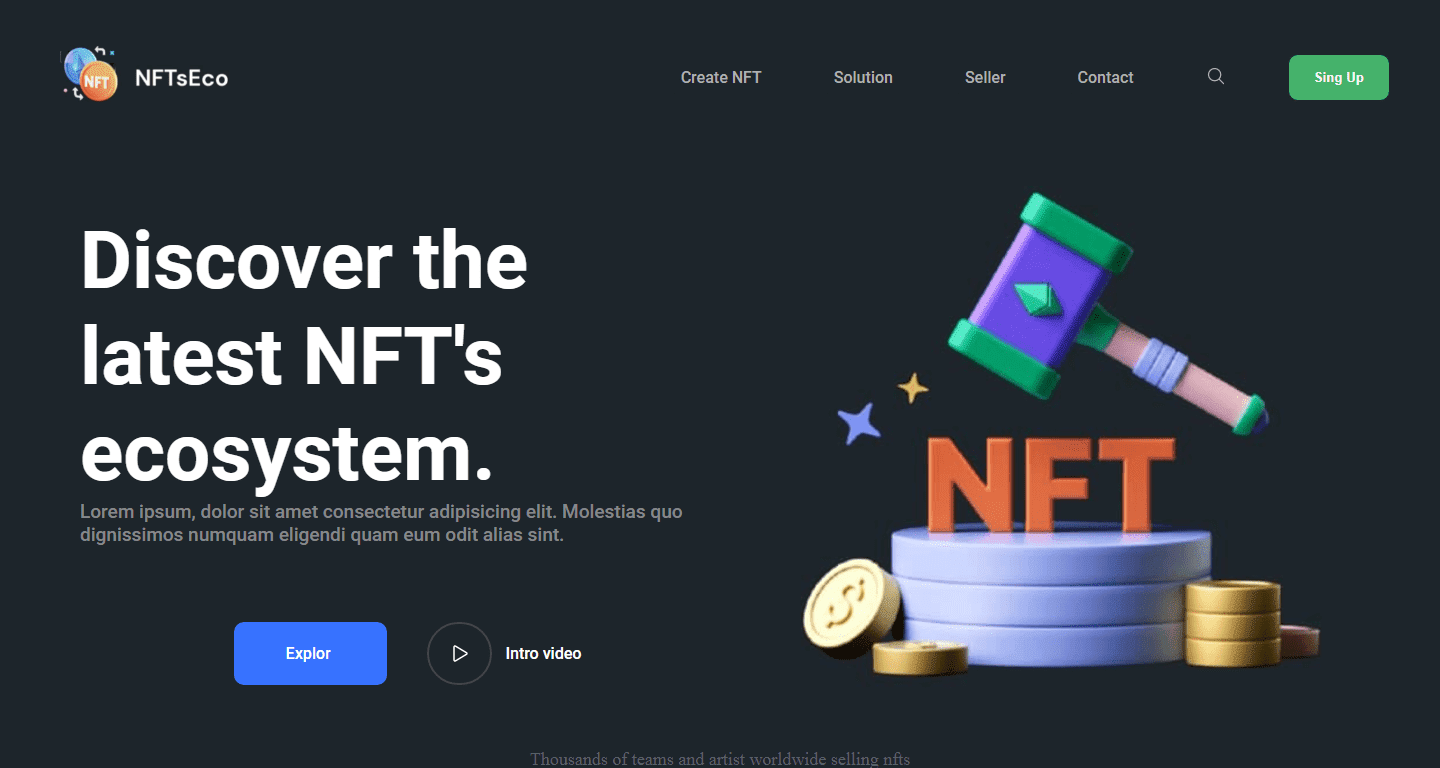 NFT
NFTsEco
Create NFT
Solution
Seller
Contact
Sing Up
Discover the
latest NFT's
ecosystem.
Lorem ipsum, dolor sit amet consectetur adipisicing elit. Molestias quo
dignissimos numquam eligendi quam eum odit alias sint.
NFT
Explor
Intro video
Thousands of teams and artist worldwide selling nfts